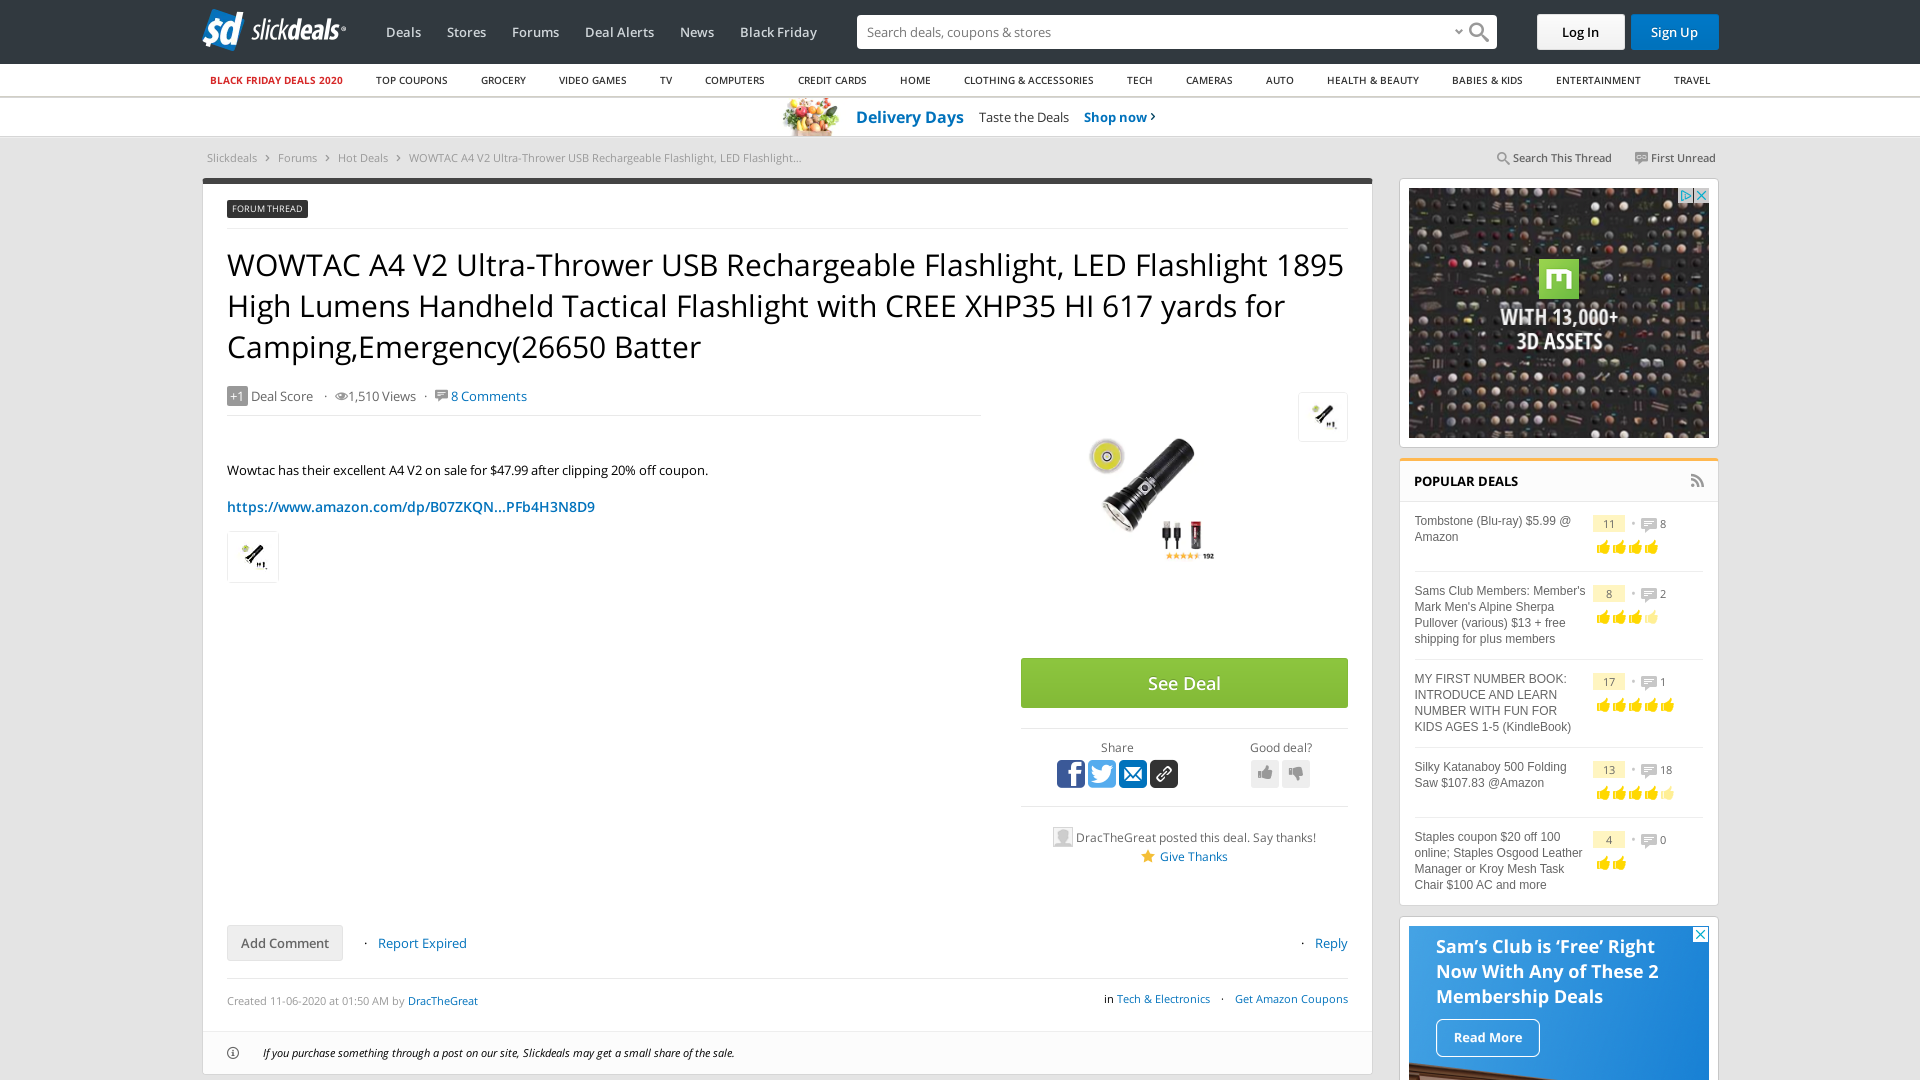 slickdeals
Deals
Stores
Forums
Deal Alerts
News
Black Friday
Search deals, coupons & stores
Log In
Sign Up
BLACK FRIDAY DEALS 2020
TOP COUPONS
GROCERY
VIDEO GAMES
TV
COMPUTERS
CREDIT CARDS
HOME
CLOTHING & ACCESSORIES
TECH
CAMERAS
AUTO
HEALTH & BEAUTY
BABIES & KIDS
ENTERTAINMENT
TRAVEL
Delivery Days Taste the Deals Shop now
Slickdeals > Forums > Hot Deals > WOWTAC A4 V2 Ultra-Thrower USB Rechargeable Flashlight, LED Flashlight...
Search This Thread
First Unread
FORUM THREAD
WOWTAC A4 V2 Ultra-Thrower USB Rechargeable Flashlight, LED Flashlight 1895
High Lumens Handheld Tactical Flashlight with CREE XHP35 HI 617 yards for
Camping,Emergency(26650 Batter
+1 Deal Score · 1,510 Views · 8 Comments
Wowtac has their excellent A4 V2 on sale for $47.99 after clipping 20% off coupon.
https://www.amazon.com/dp/B07ZKQN...PFb4H3N8D9
192
See Deal
Share
Good deal?
DracTheGreat posted this deal. Say thanks!
Give Thanks
Add Comment
· Report Expired
· Reply
Created 11-06-2020 at 01:50 AM by DracTheGreat
in Tech & Electronics · Get Amazon Coupons
If you purchase something through a post on our site, Slickdeals may get a small share of the sale.
WITH 13,000+
3D ASSETS
POPULAR DEALS
Tombstone (Blu-ray) $5.99 @
Amazon
11 · 8
Sams Club Members: Member's
Mark Men's Alpine Sherpa
Pullover (various) $13 + free
shipping for plus members
8 · 2
MY FIRST NUMBER BOOK:
INTRODUCE AND LEARN
NUMBER WITH FUN FOR
KIDS AGES 1-5 (KindleBook)
17 · 1
Silky Katanaboy 500 Folding
Saw $107.83 @Amazon
13 · 18
Staples coupon $20 off 100
online; Staples Osgood Leather
Manager or Kroy Mesh Task
Chair $100 AC and more
4 · 0
Sam's Club is 'Free' Right
Now With Any of These 2
Membership Deals
Read More